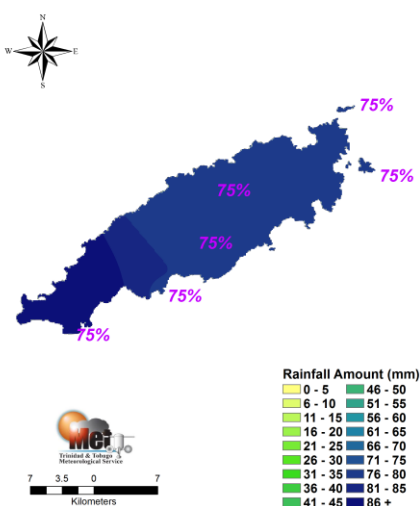 N
W E
S
75%
75%
75%
75%
75%
75%
Rainfall Amount (mm)
0 - 5 46 - 50
6 - 10 51 - 55
11 - 15 56 - 60
16 - 20 61 - 65
21 - 25 66 - 70
26 - 30 71 - 75
31 - 35 76 - 80
36 - 40 81 - 85
41 - 45 86 +
Met
Trinidad & Tobago
Meteorological Service
7 3.5 0 7
Kilometers